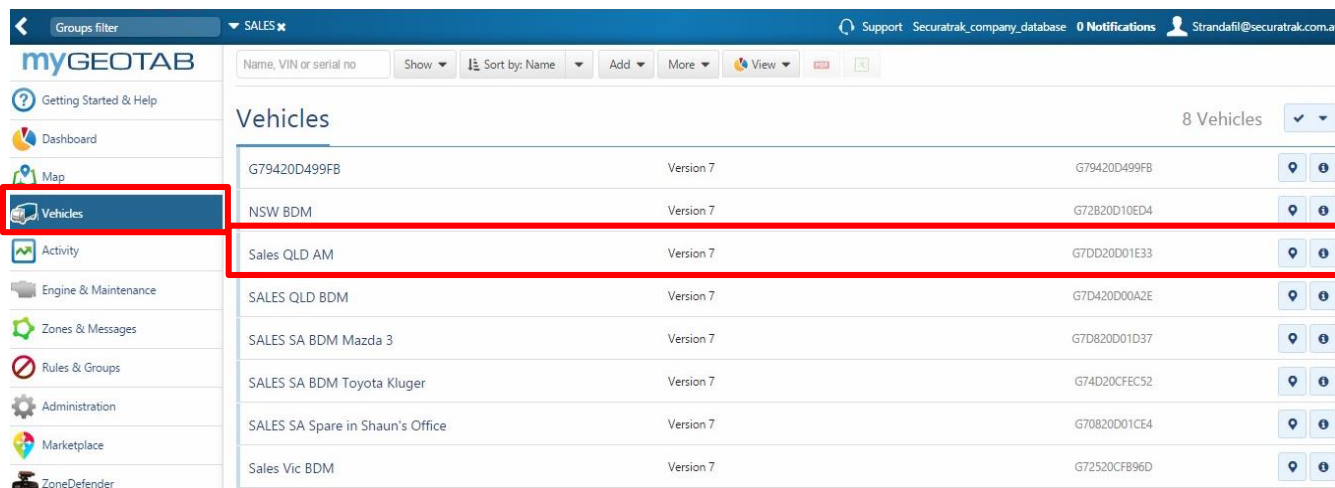 Groups filter
SALES
Support Securatrak_company_database 0 Notifications Strandafil@securatrak.com.a
myGEOTAB
Name, VIN or serial no Show Sort by: Name Add More View
Getting Started & Help
Dashboard
Map
Vehicles
Activity
Engine & Maintenance
Zones & Messages
Rules & Groups
Administration
Marketplace
ZoneDefender
Vehicles 8 Vehicles
G79420D499FB Version 7 G79420D499FB
NSW BDM Version 7 G72B20D10ED4
Sales QLD AM Version 7 G7DD20D01E33
SALES QLD BDM Version 7 G7D420D00A2E
SALES SA BDM Mazda 3 Version 7 G7D820D01D37
SALES SA BDM Toyota Kluger Version 7 G74D20CFEC52
SALES SA Spare in Shaun's Office Version 7 G70820D01CE4
Sales Vic BDM Version 7 G72520CFB96D